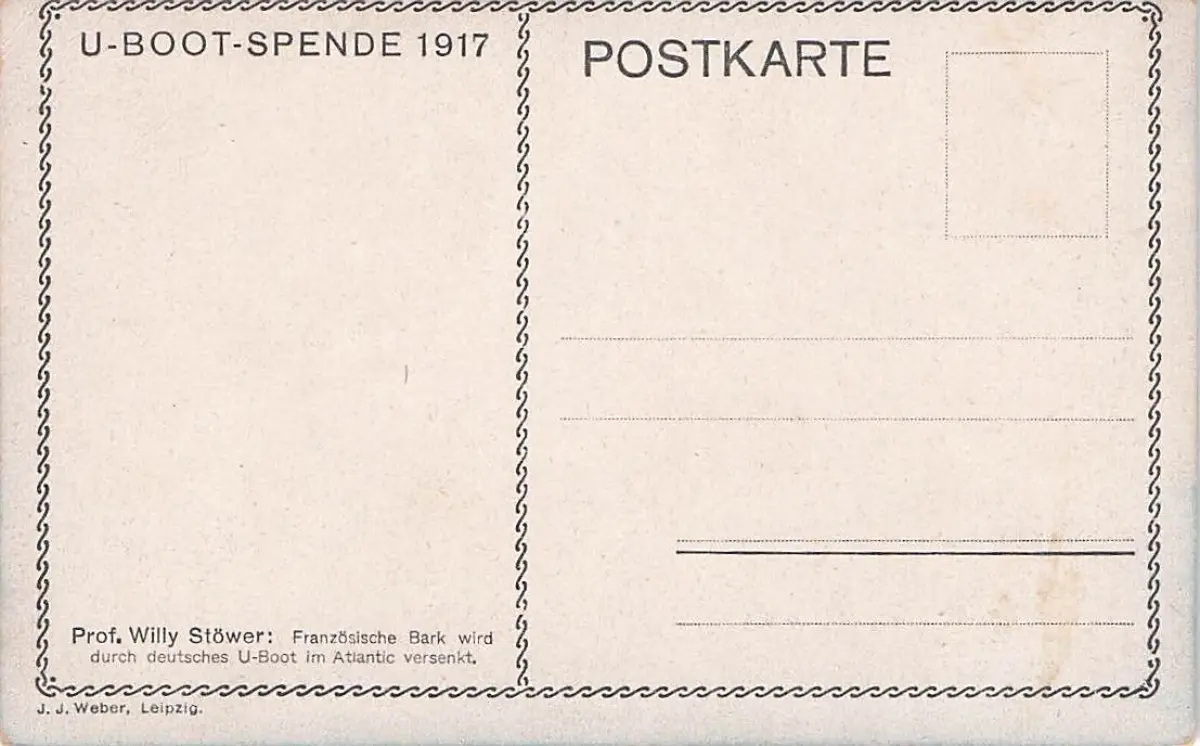 U-BOOT-SPENDE 1917
POSTKARTE
Prof. Willy Stöwer: Französische Bark wird
durch deutsches U-Boot im Atlantic versenkt.
J. J. Weber, Leipzig.